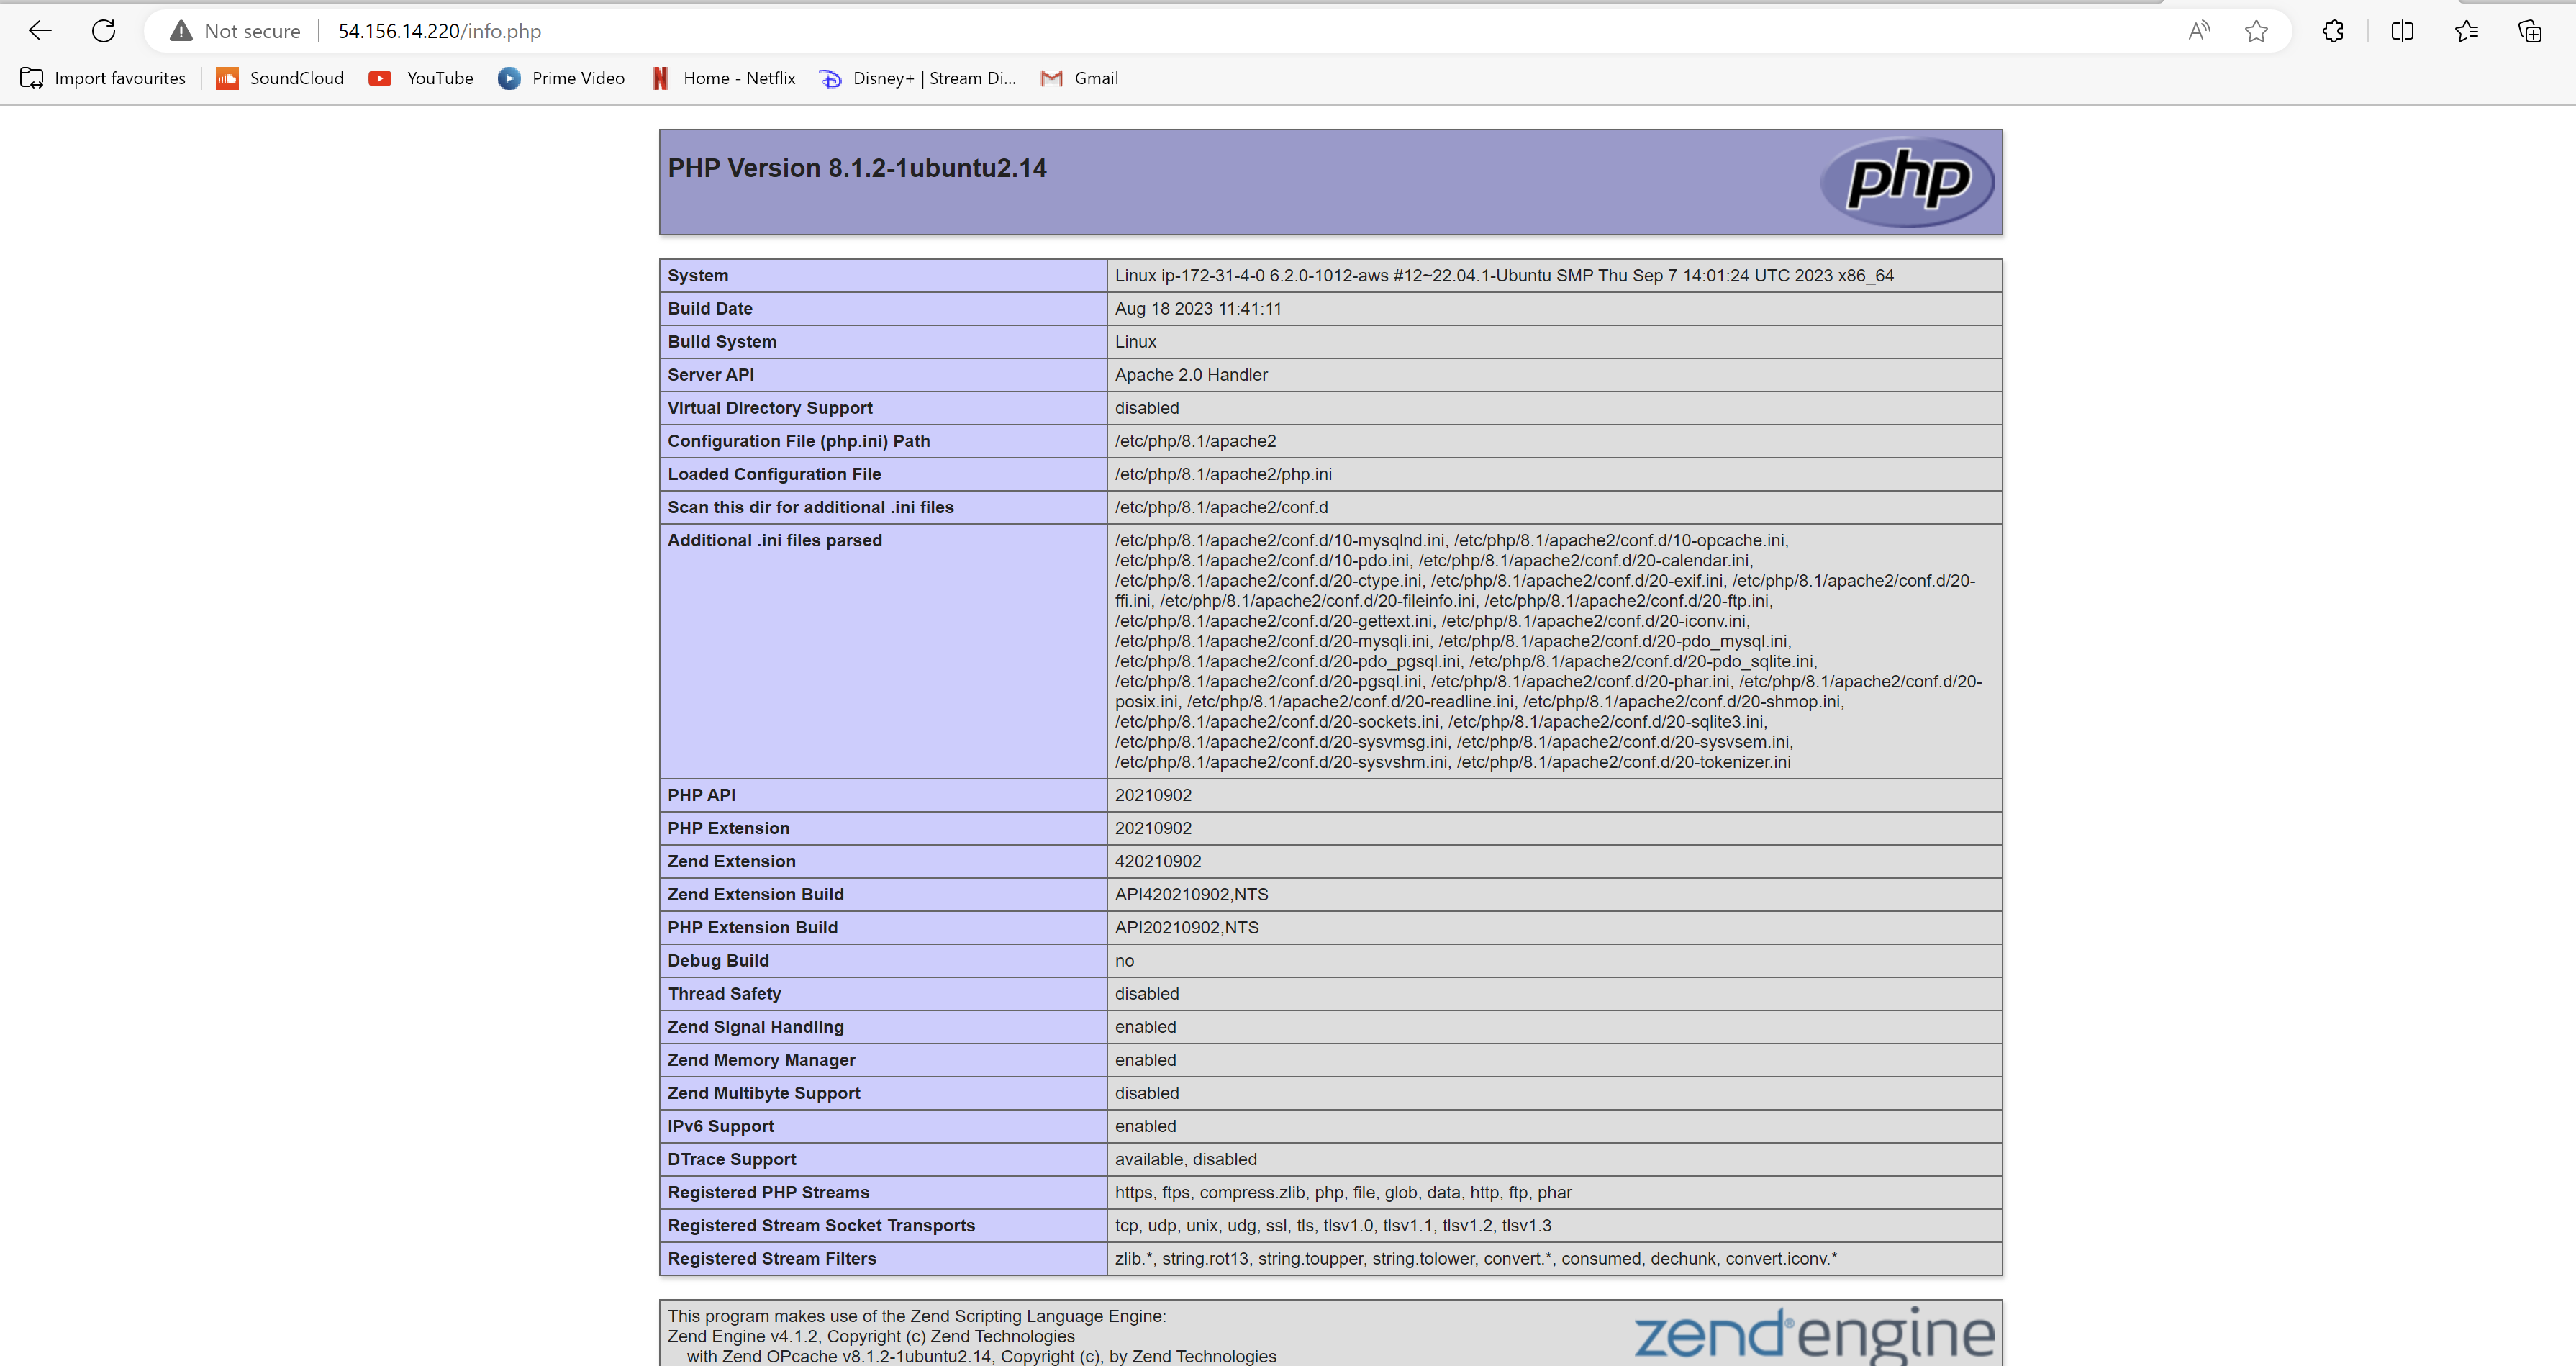 Not secure 54.156.14.220/info.php
Import favourites SoundCloud YouTube Prime Video Home - Netflix Disney+ | Stream Di... Gmail
PHP Version 8.1.2-1ubuntu2.14
php
System Linux ip-172-31-4-0 6.2.0-1012-aws #12~22.04.1-Ubuntu SMP Thu Sep 7 14:01:24 UTC 2023 x86_64
Build Date Aug 18 2023 11:41:11
Build System Linux
Server API Apache 2.0 Handler
Virtual Directory Support disabled
Configuration File (php.ini) Path /etc/php/8.1/apache2
Loaded Configuration File /etc/php/8.1/apache2/php.ini
Scan this dir for additional .ini files /etc/php/8.1/apache2/conf.d
Additional .ini files parsed /etc/php/8.1/apache2/conf.d/10-mysqlnd.ini, /etc/php/8.1/apache2/conf.d/10-opcache.ini,
/etc/php/8.1/apache2/conf.d/10-pdo.ini, /etc/php/8.1/apache2/conf.d/20-calendar.ini,
/etc/php/8.1/apache2/conf.d/20-ctype.ini, /etc/php/8.1/apache2/conf.d/20-exif.ini, /etc/php/8.1/apache2/conf.d/20-
ffi.ini, /etc/php/8.1/apache2/conf.d/20-fileinfo.ini, /etc/php/8.1/apache2/conf.d/20-ftp.ini,
/etc/php/8.1/apache2/conf.d/20-gettext.ini, /etc/php/8.1/apache2/conf.d/20-iconv.ini,
/etc/php/8.1/apache2/conf.d/20-mysqli.ini, /etc/php/8.1/apache2/conf.d/20-pdo_mysql.ini,
/etc/php/8.1/apache2/conf.d/20-pdo_pgsql.ini, /etc/php/8.1/apache2/conf.d/20-pdo_sqlite.ini,
/etc/php/8.1/apache2/conf.d/20-pgsql.ini, /etc/php/8.1/apache2/conf.d/20-phar.ini, /etc/php/8.1/apache2/conf.d/20-
posix.ini, /etc/php/8.1/apache2/conf.d/20-readline.ini, /etc/php/8.1/apache2/conf.d/20-shmop.ini,
/etc/php/8.1/apache2/conf.d/20-sockets.ini, /etc/php/8.1/apache2/conf.d/20-sqlite3.ini,
/etc/php/8.1/apache2/conf.d/20-sysvmsg.ini, /etc/php/8.1/apache2/conf.d/20-sysvsem.ini,
/etc/php/8.1/apache2/conf.d/20-sysvshm.ini, /etc/php/8.1/apache2/conf.d/20-tokenizer.ini
PHP API 20210902
PHP Extension 20210902
Zend Extension 420210902
Zend Extension Build API420210902,NTS
PHP Extension Build API20210902,NTS
Debug Build no
Thread Safety disabled
Zend Signal Handling enabled
Zend Memory Manager enabled
Zend Multibyte Support disabled
IPv6 Support enabled
DTrace Support available, disabled
Registered PHP Streams https, ftps, compress.zlib, php, file, glob, data, http, ftp, phar
Registered Stream Socket Transports tcp, udp, unix, udg, ssl, tls, tlsv1.0, tlsv1.1, tlsv1.2, tlsv1.3
Registered Stream Filters zlib.*, string.rot13, string.toupper, string.tolower, convert.*, consumed, dechunk, convert.iconv.*
This program makes use of the Zend Scripting Language Engine:
Zend Engine v4.1.2, Copyright (c) Zend Technologies
with Zend OPcache v8.1.2-1ubuntu2.14, Copyright (c), by Zend Technologies
zend® engine